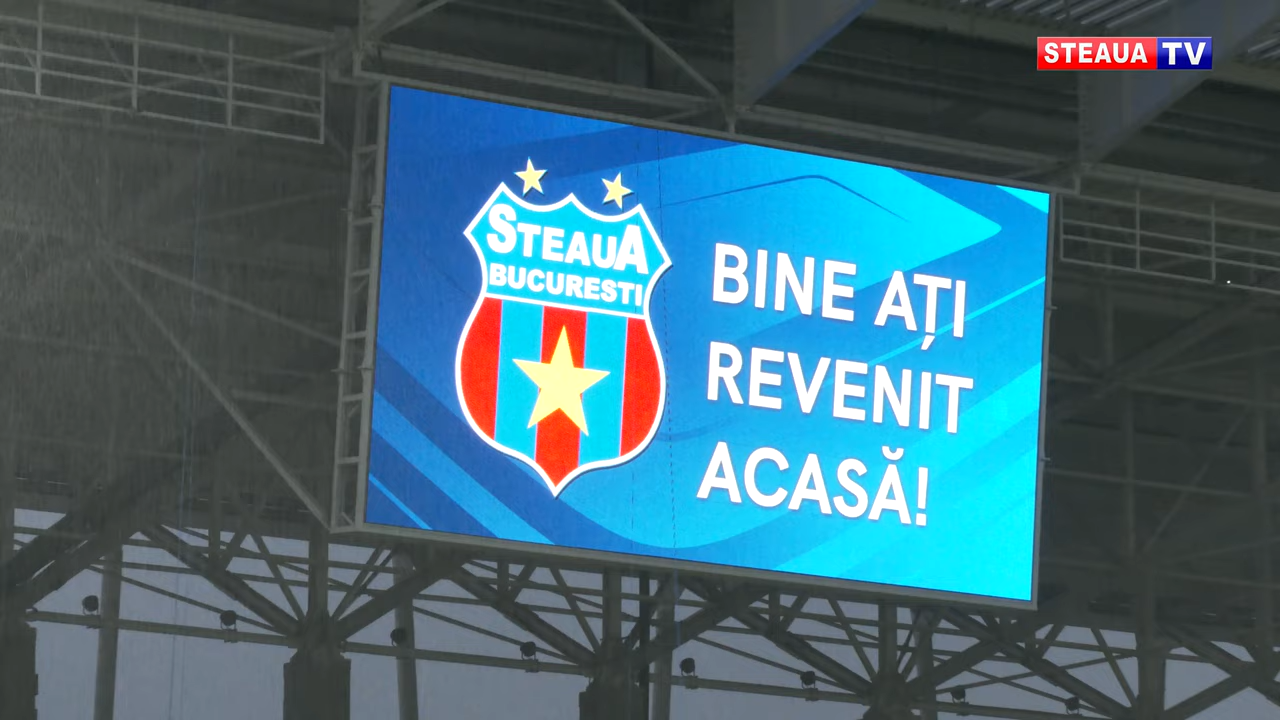 STEAUA TV
STEAUA
BUCURESTI
BINE AȚI
REVENIT
ACASĂ!